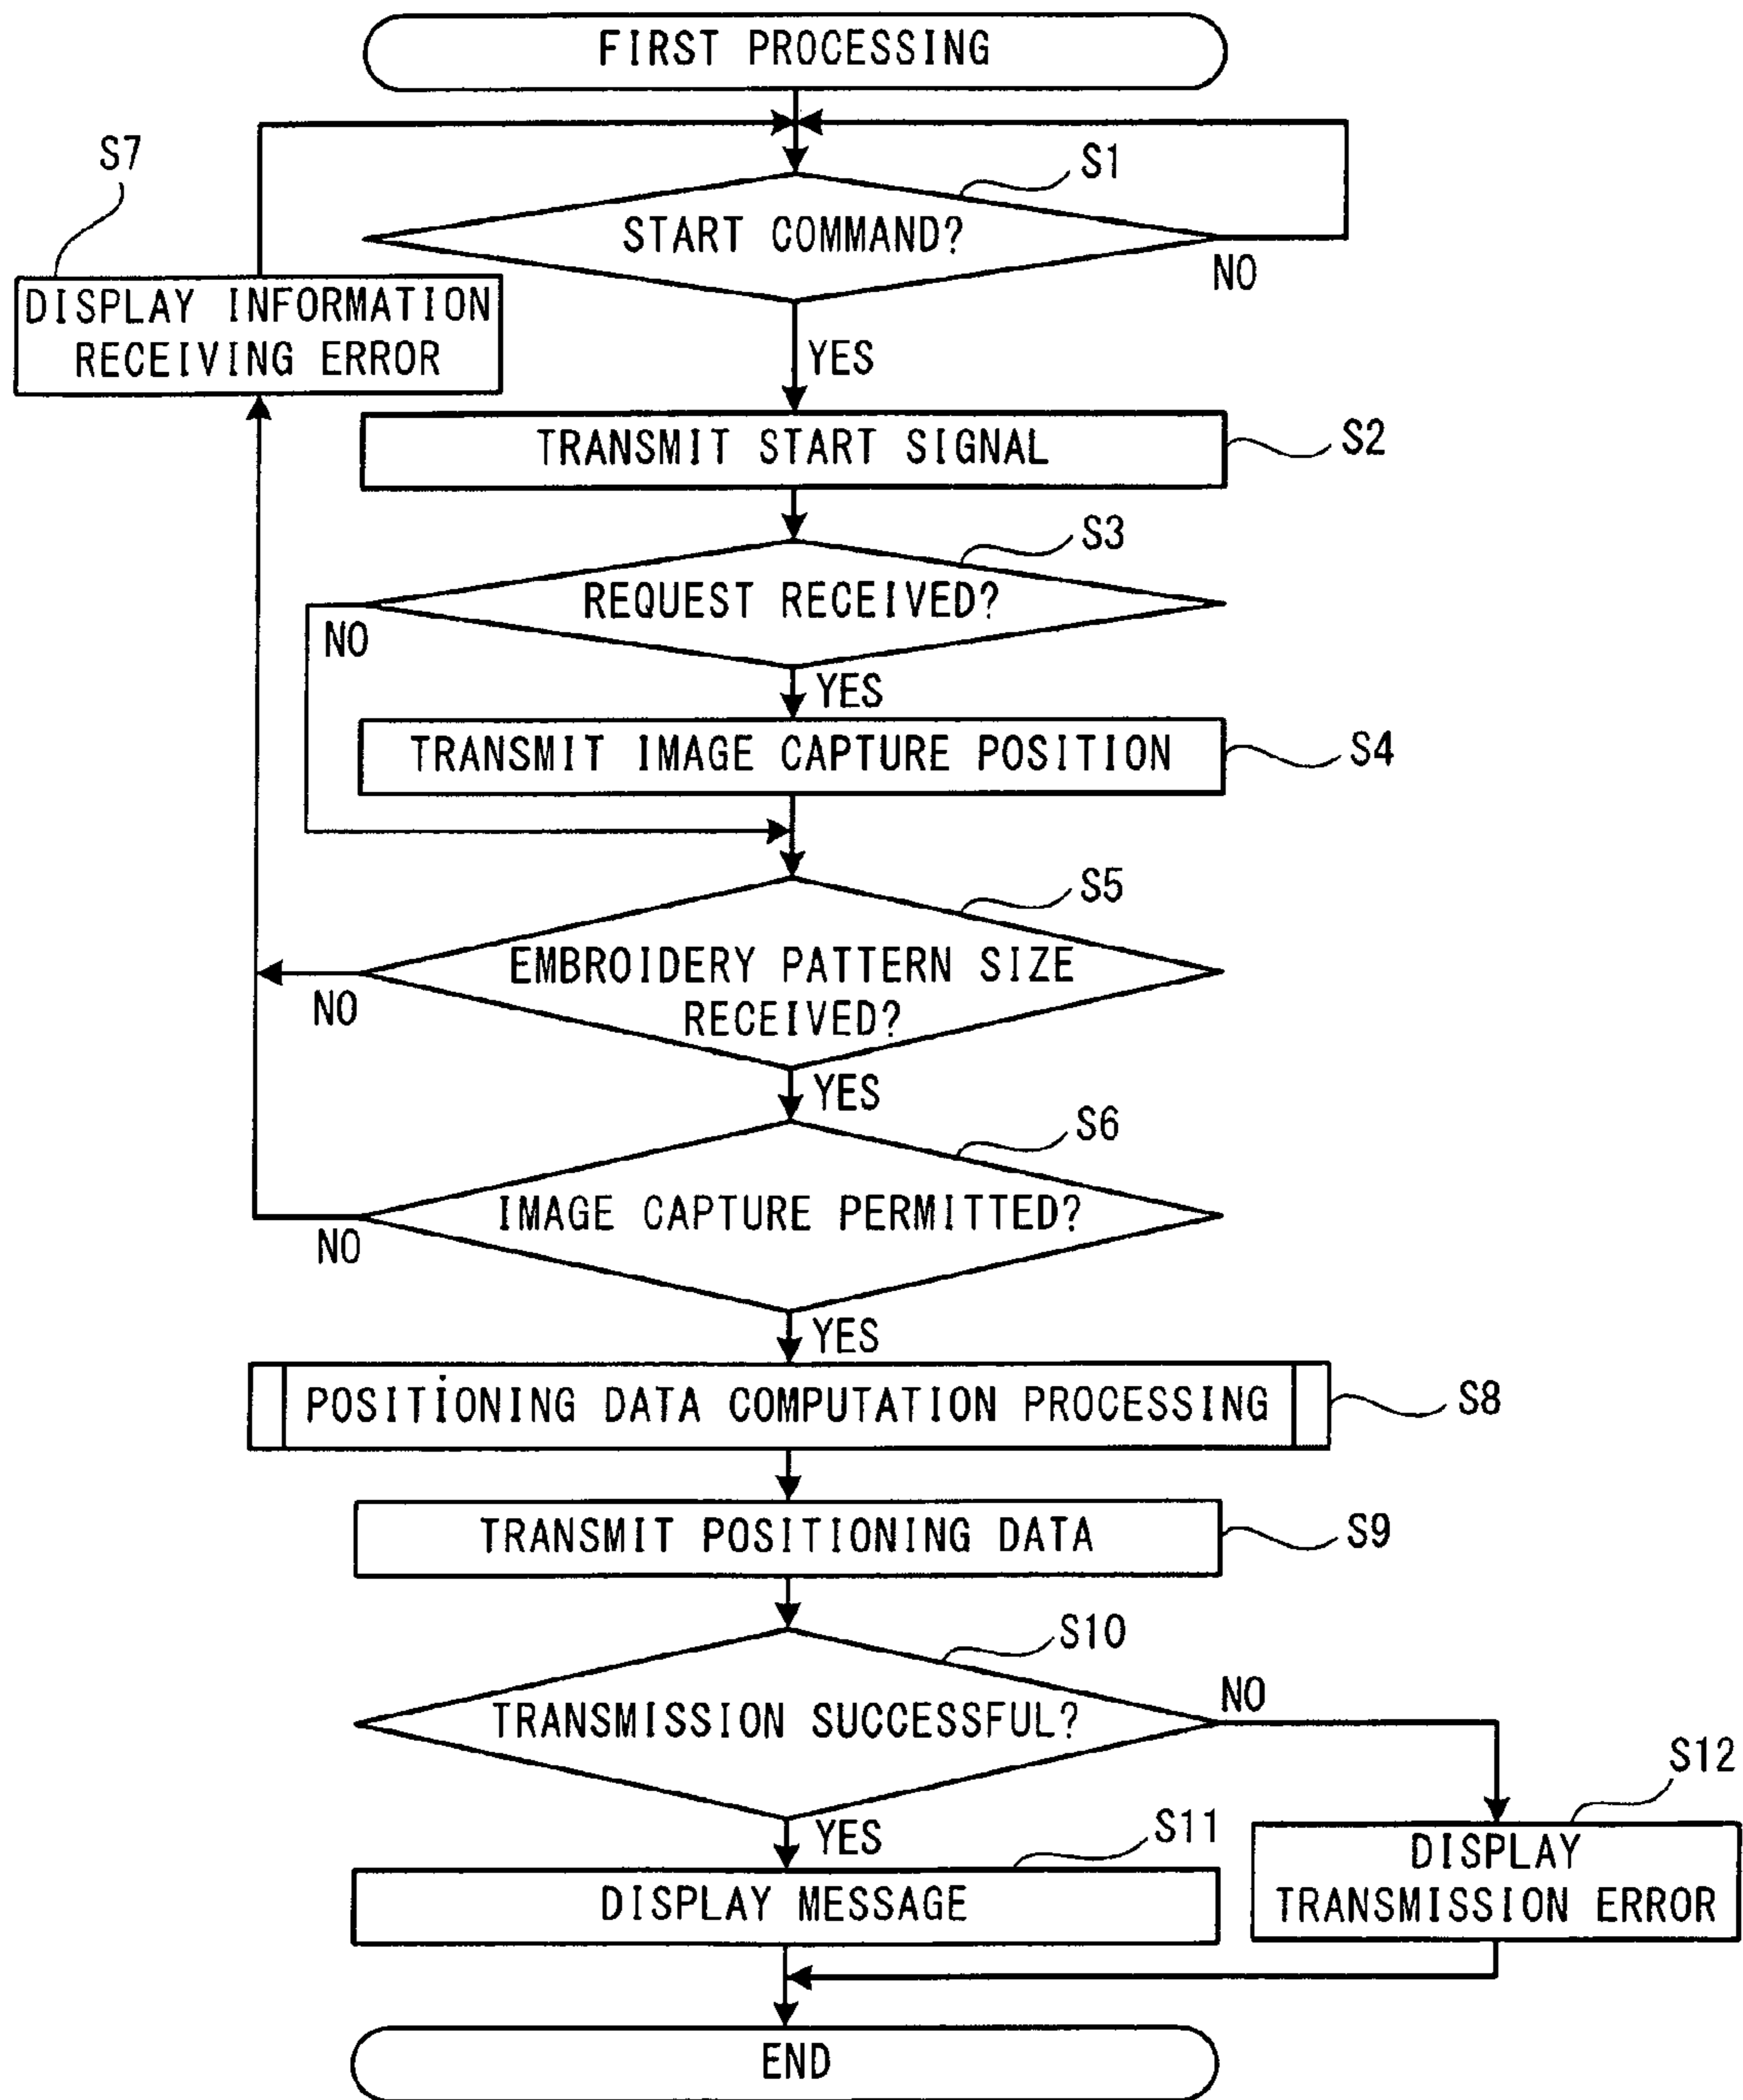 FIRST PROCESSING
S7
S1
START COMMAND?
NO
DISPLAY INFORMATION
RECEIVING ERROR
YES
TRANSMIT START SIGNAL
S2
S3
REQUEST RECEIVED?
NO
YES
TRANSMIT IMAGE CAPTURE POSITION
S4
S5
EMBROIDERY PATTERN SIZE
RECEIVED?
NO
YES
S6
IMAGE CAPTURE PERMITTED?
NO
YES
POSITIONING DATA COMPUTATION PROCESSING
S8
TRANSMIT POSITIONING DATA
S9
S10
TRANSMISSION SUCCESSFUL?
NO
S12
YES
S11
DISPLAY
TRANSMISSION ERROR
DISPLAY MESSAGE
END